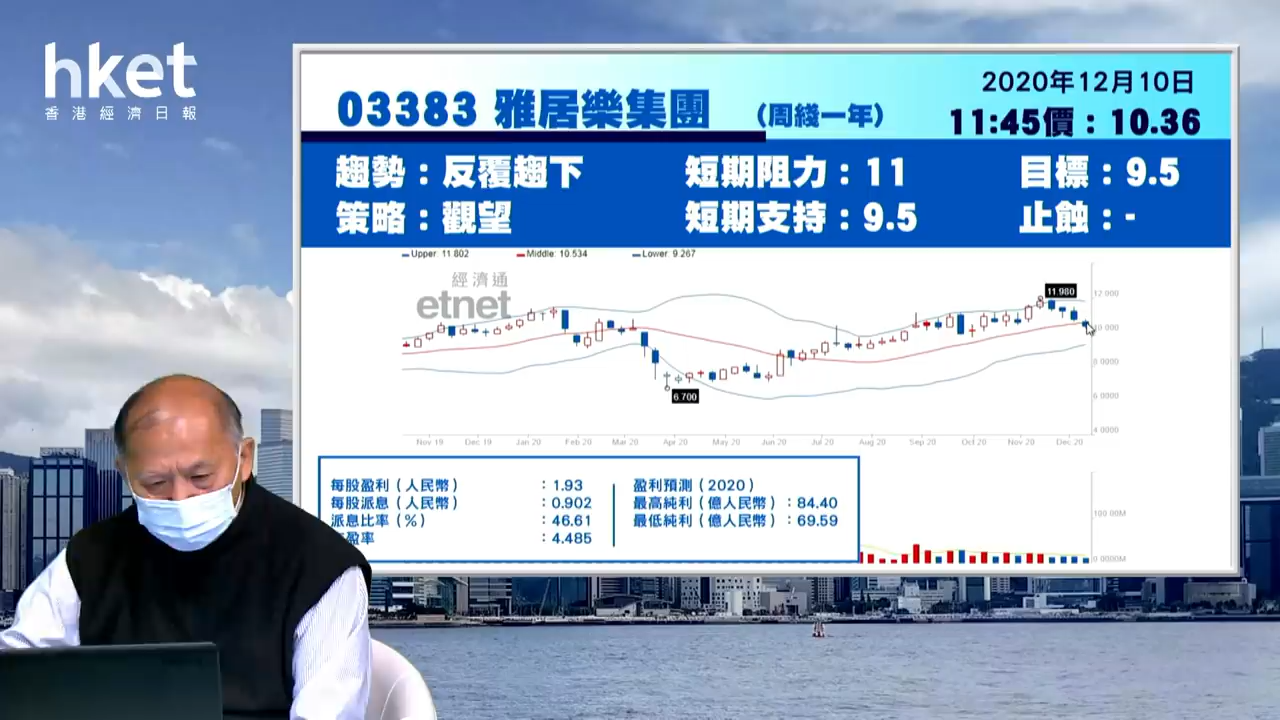 hket
香港經濟日報
03383 雅居樂集團 (周綫一年)
2020年12月10日
11:45價：10.36
趨勢：反覆趨下 短期阻力：11 目標：9.5
策略：觀望 短期支持：9.5 止蝕：-
Upper: 11.802 Middle: 10.534 Lower: 9.267
經濟通
etnet
11.980
6.700
12.000
10.000
8.0000
6.0000
4.0000
Nov 19 Dec 19 Jan 20 Feb 20 Mar 20 Apr 20 May 20 Jun 20 Jul 20 Aug 20 Sep 20 Oct 20 Nov 20 Dec 20
每股盈利（人民幣）：1.93 盈利預測（2020）
每股派息（人民幣）：0.902 最高純利（億人民幣）：84.40
派息比率（%）：46.61 最低純利（億人民幣）：69.59
盈率：4.485
100.00M
0.0000M